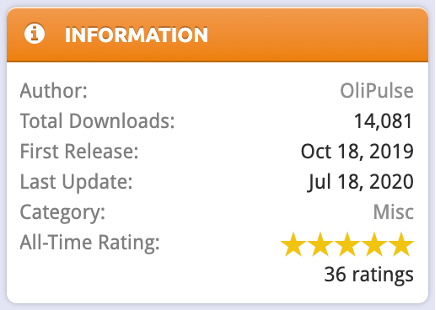 INFORMATION
Author: OliPulse
Total Downloads: 14,081
First Release: Oct 18, 2019
Last Update: Jul 18, 2020
Category: Misc
All-Time Rating:
36 ratings